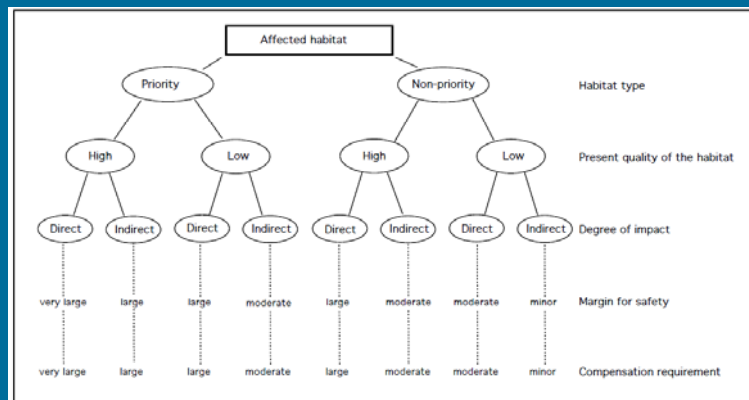 Affected habitat
Priority Non-priority Habitat type
High Low High Low Present quality of the habitat
Direct Indirect Direct Indirect Direct Indirect Direct Indirect Degree of impact
very large large large moderate large moderate moderate minor Margin for safety
very large large large moderate large moderate moderate minor Compensation requirement